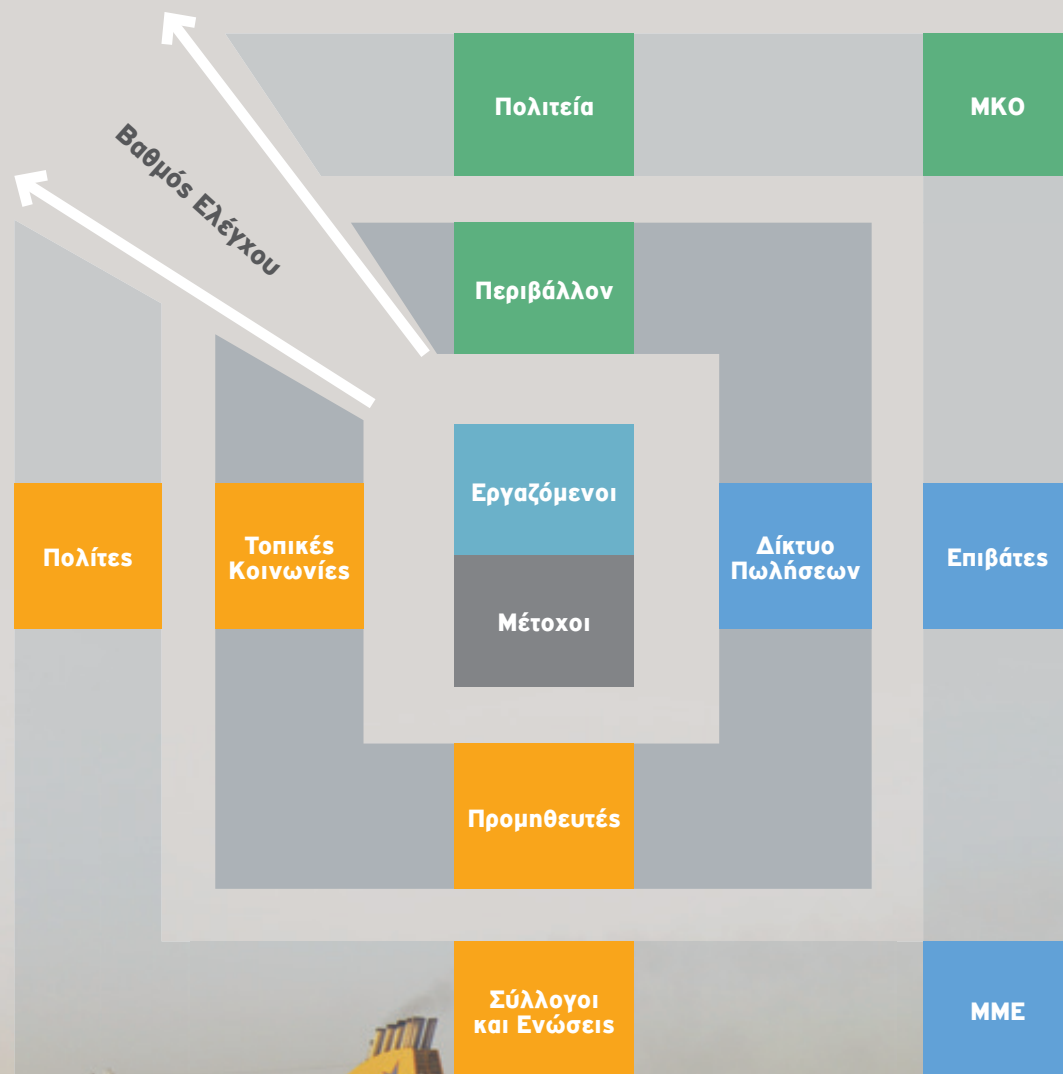 Πολιτεία
ΜΚΟ
Βαθμός Ελέγχου
Περιβάλλον
Εργαζόμενοι
Πολίτες
Τοπικές
Κοινωνίες
Δίκτυο
Πωλήσεων
Επιβάτες
Μέτοχοι
Προμηθευτές
Σύλλογοι
και Ενώσεις
ΜΜΕ